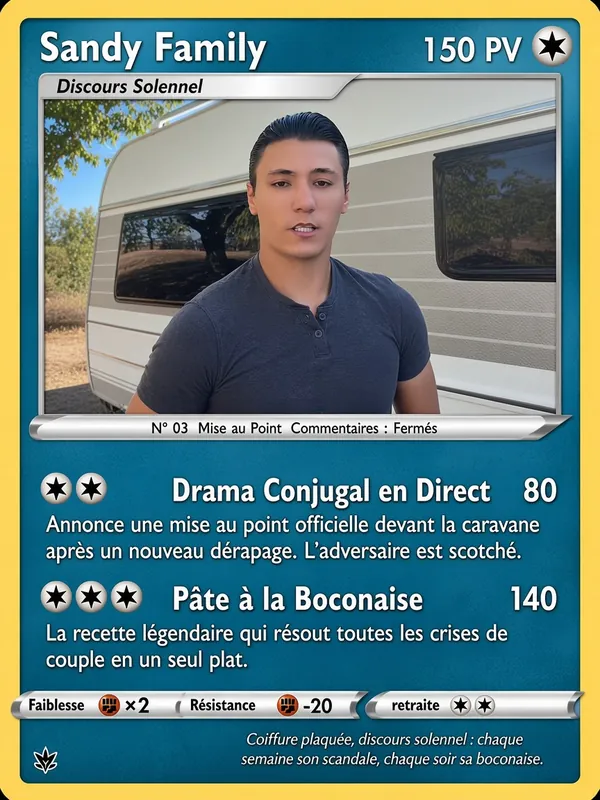 Sandy Family 150 PV
Discours Solennel
N° 03 Mise au Point Commentaires : Fermés
Drama Conjugal en Direct 80
Annonce une mise au point officielle devant la caravane
après un nouveau dérapage. L'adversaire est scotché.
Pâte à la Boconaise 140
La recette légendaire qui résout toutes les crises de
couple en un seul plat.
Faiblesse ×2 Résistance -20 retraite
Coiffure plaquée, discours solennel : chaque
semaine son scandale, chaque soir sa boconaise.